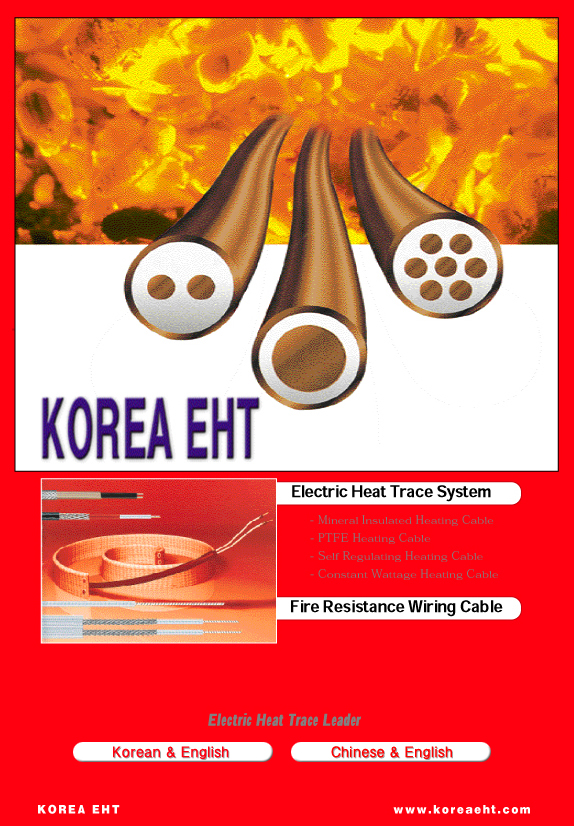 KOREA EHT
Electric Heat Trace System
- Mineral Insulated Heating Cable
- PTFE Heating Cable
- Self Regulating Heating Cable
- Constant Wattage Heating Cable
Fire Resistance Wiring Cable
Electric Heat Trace Leader
Korean & English
Chinese & English
KOREA EHT
www.koreaeht.com